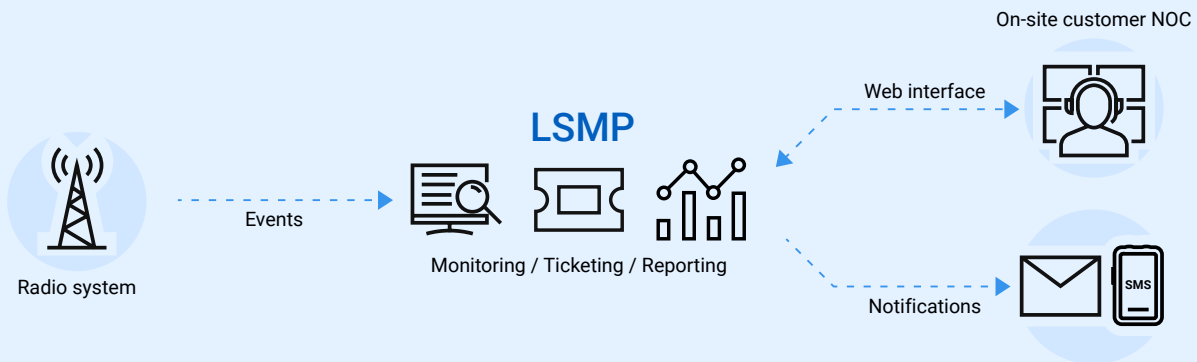 On-site customer NOC
Web interface
LSMP
Events
Monitoring / Ticketing / Reporting
Radio system
SMS
Notifications